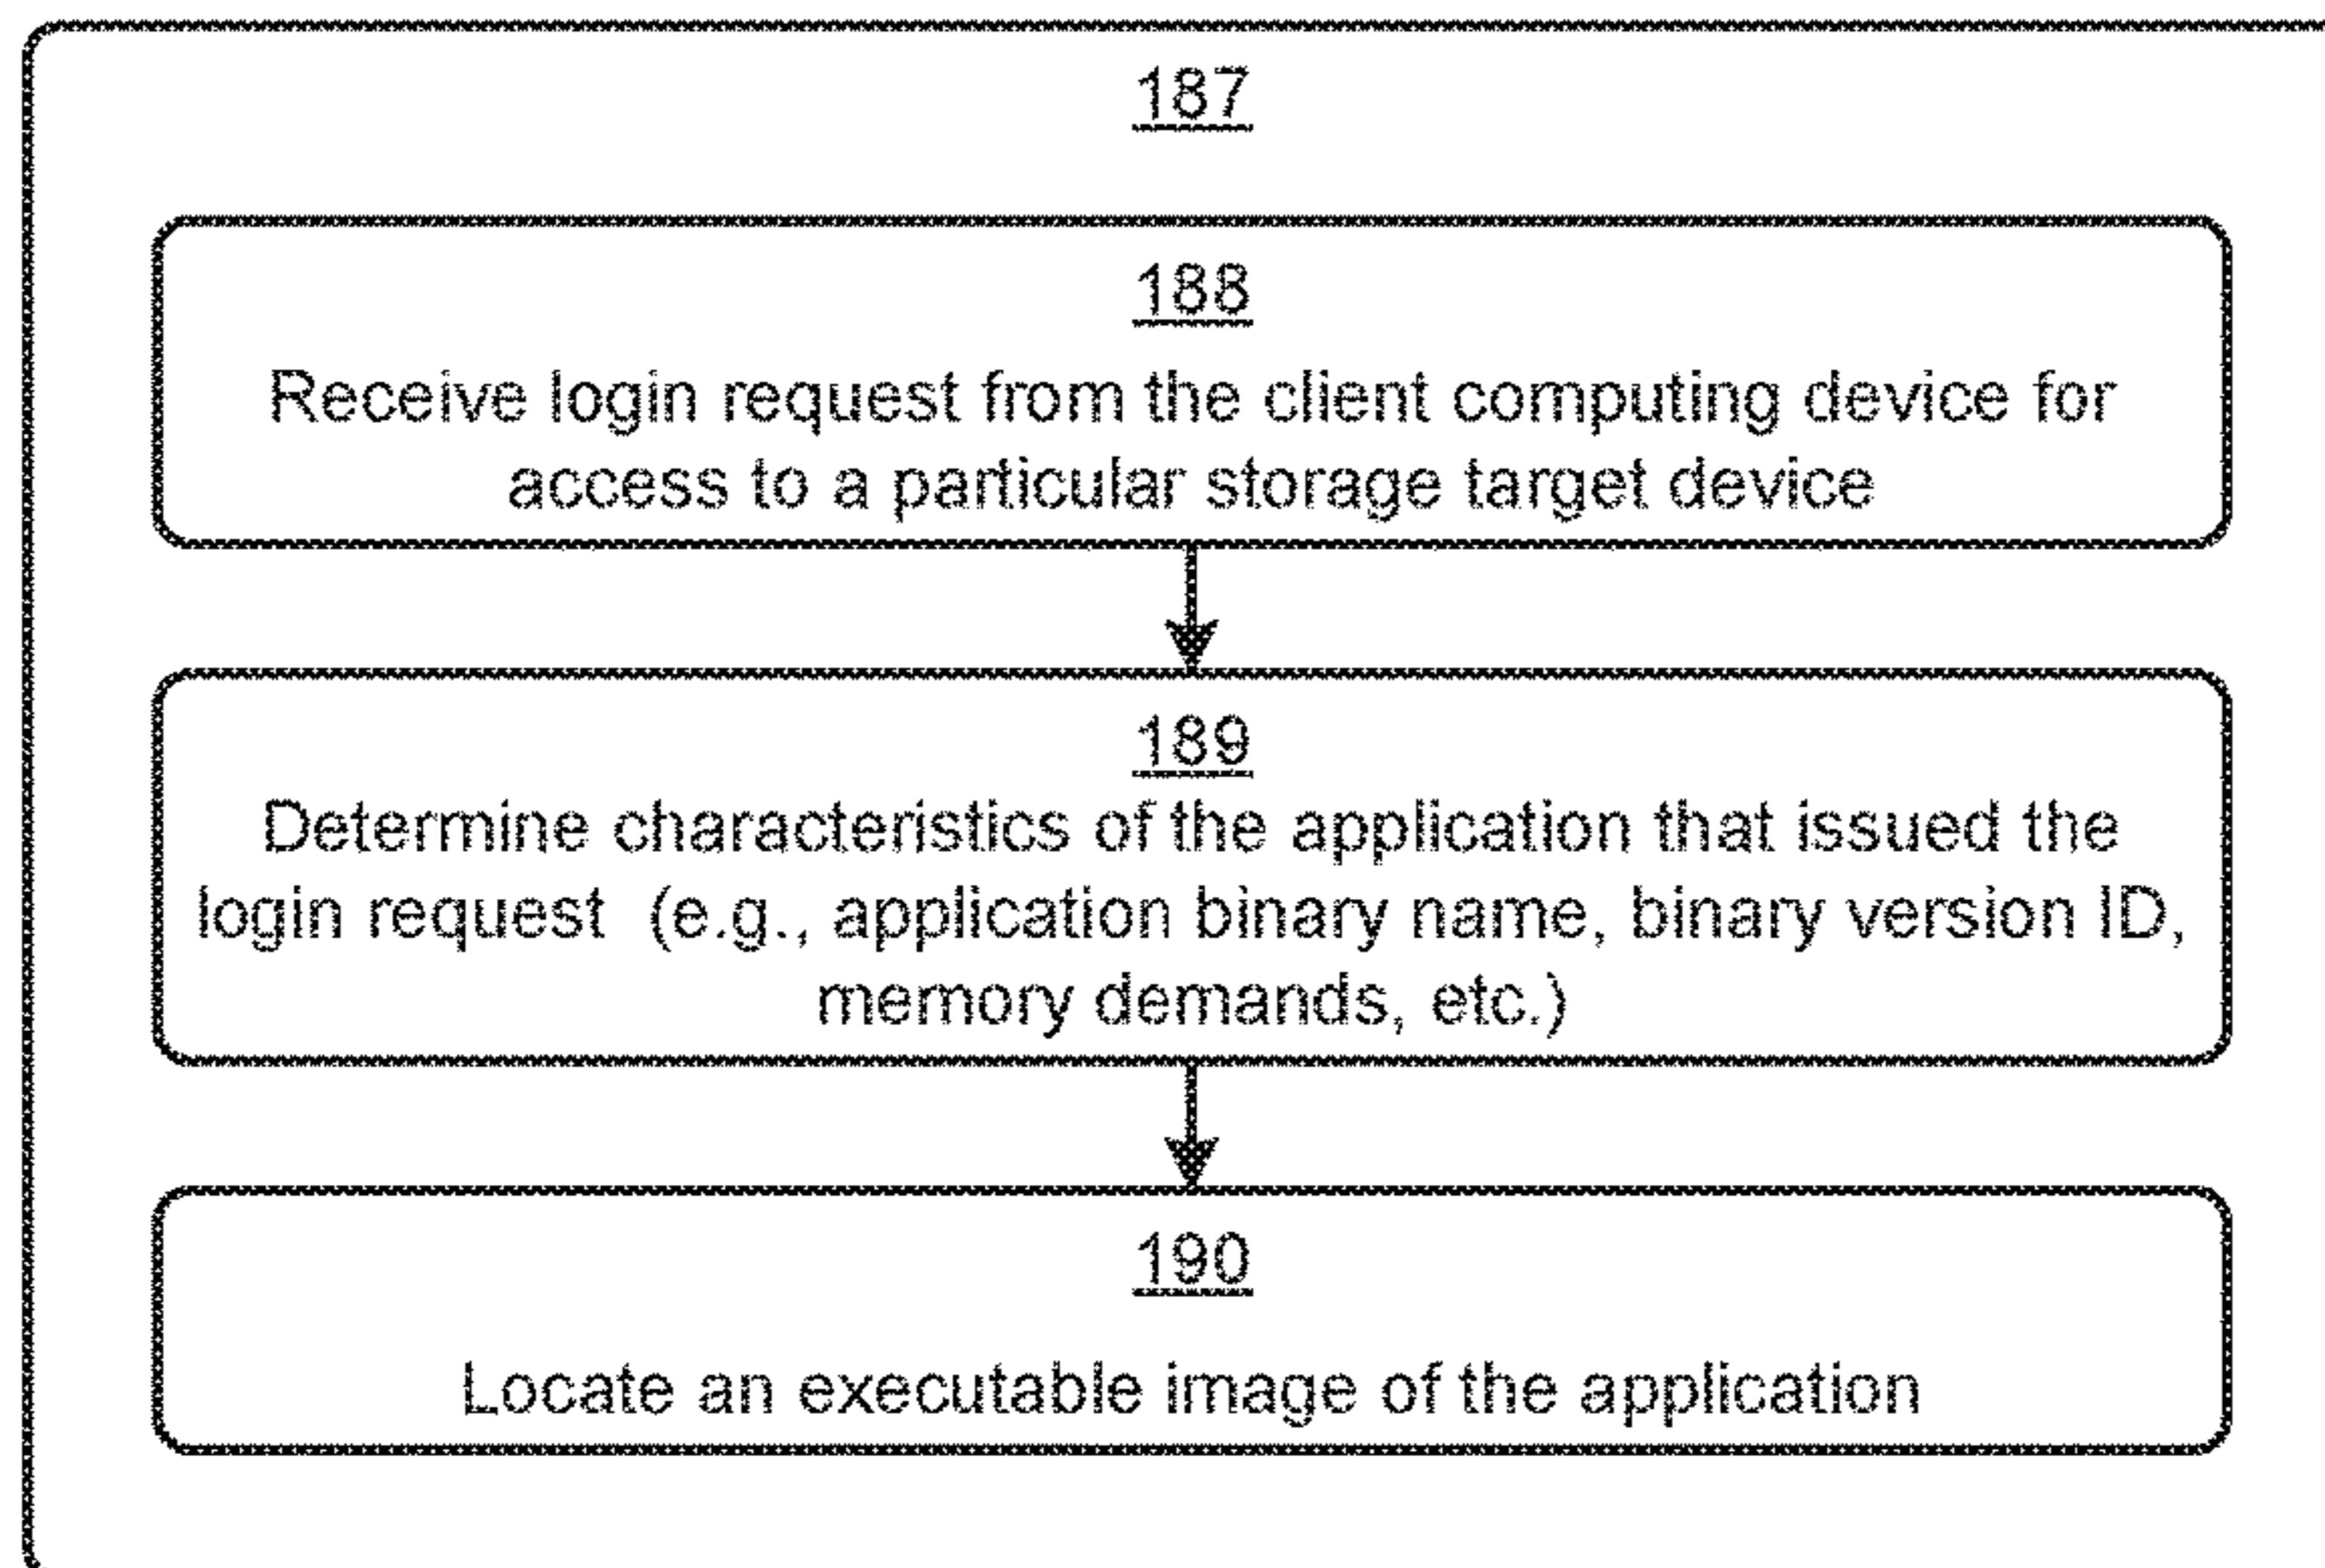 187
188
Receive login request from the client computing device for
access to a particular storage target device
189
Determine characteristics of the application that issued the
login request (e.g., application binary name, binary version ID,
memory demands, etc.)
190
Locate an executable image of the application